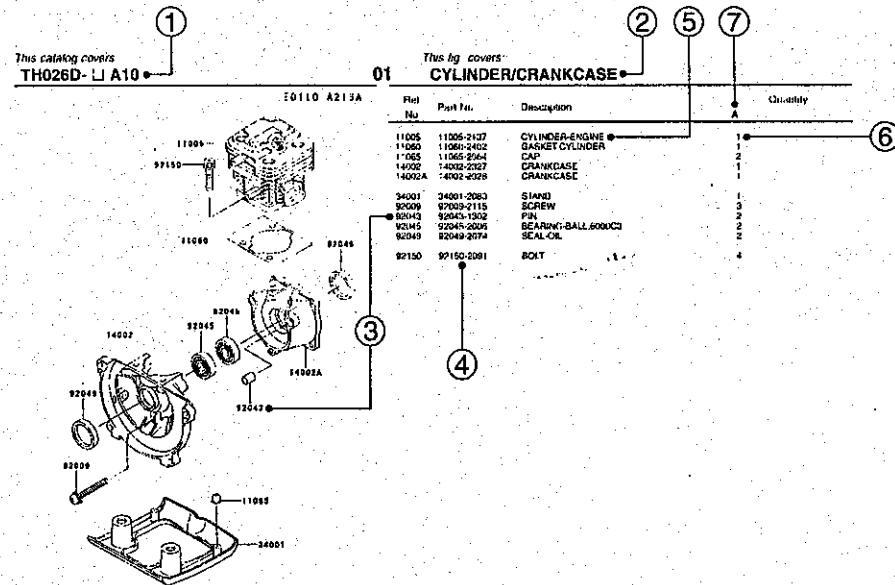 1
2
5
7
This catalog covers
TH026D- A10
01
This fig covers
CYLINDER/CRANKCASE
E0110 A213A
Ref No Part No. Description Quantity
A
11005 11005-2137 CYLINDER-ENGINE 1
11060 11060-2402 GASKET CYLINDER 1
11065 11065-2064 CAP 2
14002 14002-2027 CRANKCASE 1
14002A 14002-2028 CRANKCASE 1
6
34001 34001-2083 STAND 1
92009 92009-2115 SCREW 3
92043 92043-1302 PIN 2
92045 92045-2006 BEARING-BALL,6000C3 2
92049 92049-2074 SEAL-OIL 2
92150 92150-2091 BOLT 4
11005
92150
11060
92049
3
4
92045
92045
14002
14002A
92049
92043
92009
11065
34001